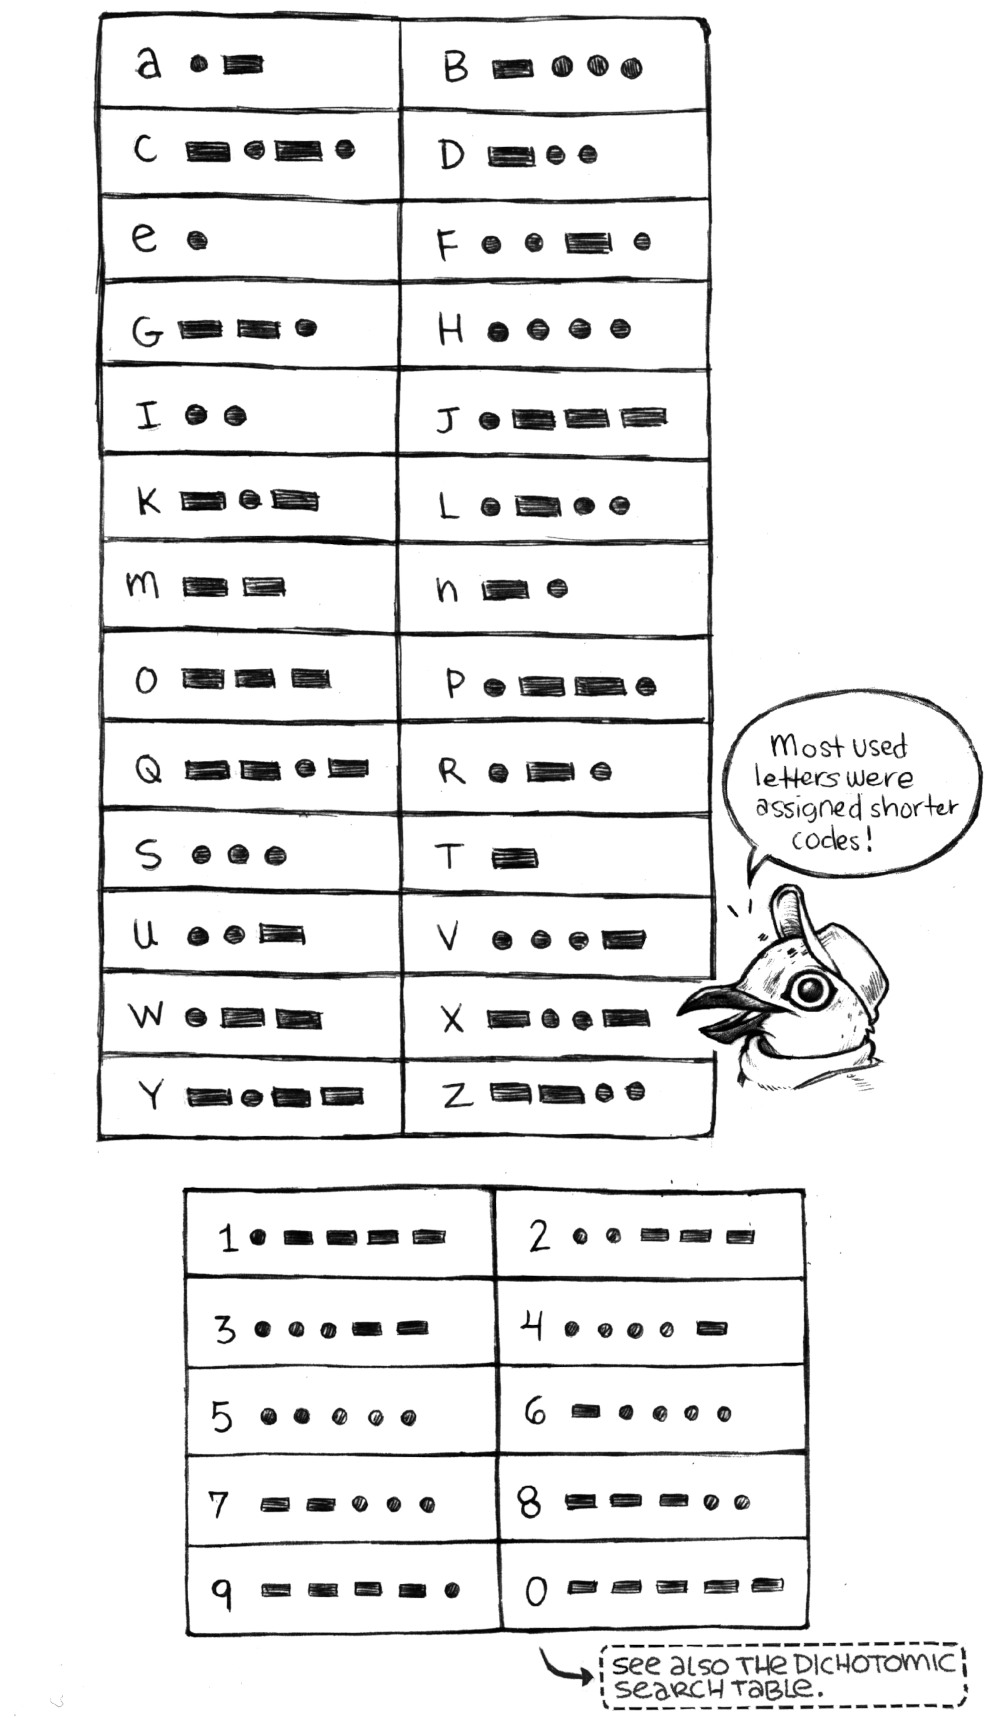 a ● ▬ B ▬ ● ● ●
C ▬ ● ▬ ● D ▬ ● ●
e ● F ● ● ▬ ●
G ▬ ▬ ● H ● ● ● ●
I ● ● J ● ▬ ▬ ▬
K ▬ ● ▬ L ● ▬ ● ●
m ▬ ▬ n ▬ ●
O ▬ ▬ ▬ P ● ▬ ▬ ●
Q ▬ ▬ ● ▬ R ● ▬ ●
S ● ● ● T ▬
U ● ● ▬ V ● ● ● ▬
W ● ▬ ▬ X ▬ ● ● ▬
Y ▬ ● ▬ ▬ Z ▬ ▬ ● ●
Most used
letters were
assigned shorter
codes!
1 ● ▬ ▬ ▬ ▬ 2 ● ● ▬ ▬ ▬
3 ● ● ● ▬ ▬ 4 ● ● ● ● ▬
5 ● ● ● ● ● 6 ▬ ● ● ● ●
7 ▬ ▬ ● ● ● 8 ▬ ▬ ▬ ● ●
9 ▬ ▬ ▬ ▬ ● 0 ▬ ▬ ▬ ▬ ▬
see also THE DICHOTOMIC
seaRCH TaBLE.